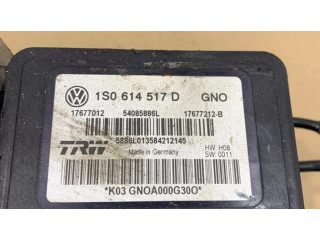 1S0 614 517 D GNO
17677012 54085886L 17677212-B
5886L013584212145
TRW Made in Germany HW: H08
SW: 0011
*K03 GNOA000G30O*